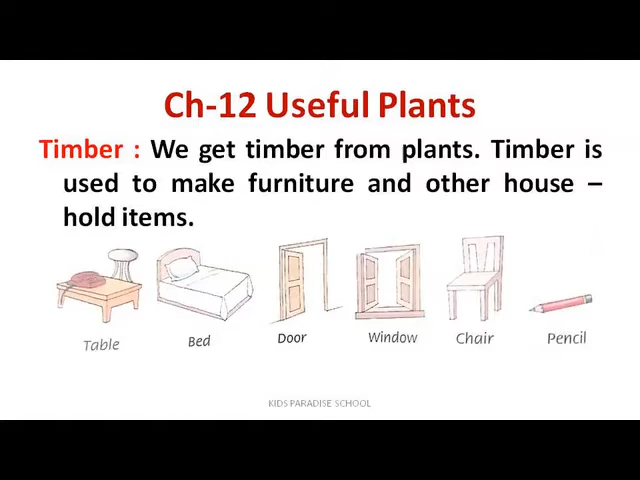 Ch-12 Useful Plants
Timber : We get timber from plants. Timber is
used to make furniture and other house –
hold items.
Table Bed Door Window Chair Pencil
KIDS PARADISE SCHOOL